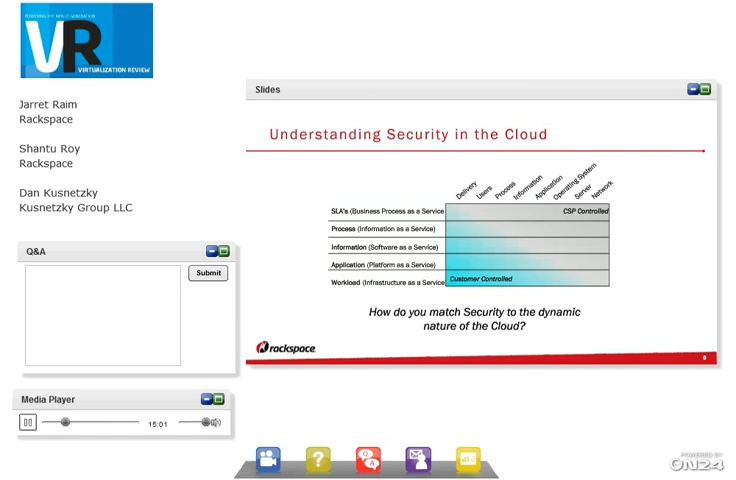 POWERING THE NEW IT GENERATION
VR
VIRTUALIZATION REVIEW
Jarret Raim
Rackspace
Shantu Roy
Rackspace
Dan Kusnetzky
Kusnetzky Group LLC
Q&A
Submit
Media Player
15:01
Slides
Understanding Security in the Cloud
Delivery
Users
Process
Information
Application
Operating System
Server
Network
SLA's (Business Process as a Service
CSP Controlled
Process (Information as a Service)
Information (Software as a Service)
Application (Platform as a Service)
Workload (Infrastructure as a Service
Customer Controlled
How do you match Security to the dynamic
nature of the Cloud?
rackspace
?
Q
A
POWERED BY
ON24